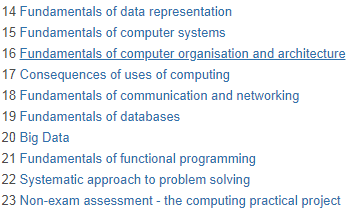 14 Fundamentals of data representation
15 Fundamentals of computer systems
16 Fundamentals of computer organisation and architecture
17 Consequences of uses of computing
18 Fundamentals of communication and networking
19 Fundamentals of databases
20 Big Data
21 Fundamentals of functional programming
22 Systematic approach to problem solving
23 Non-exam assessment - the computing practical project